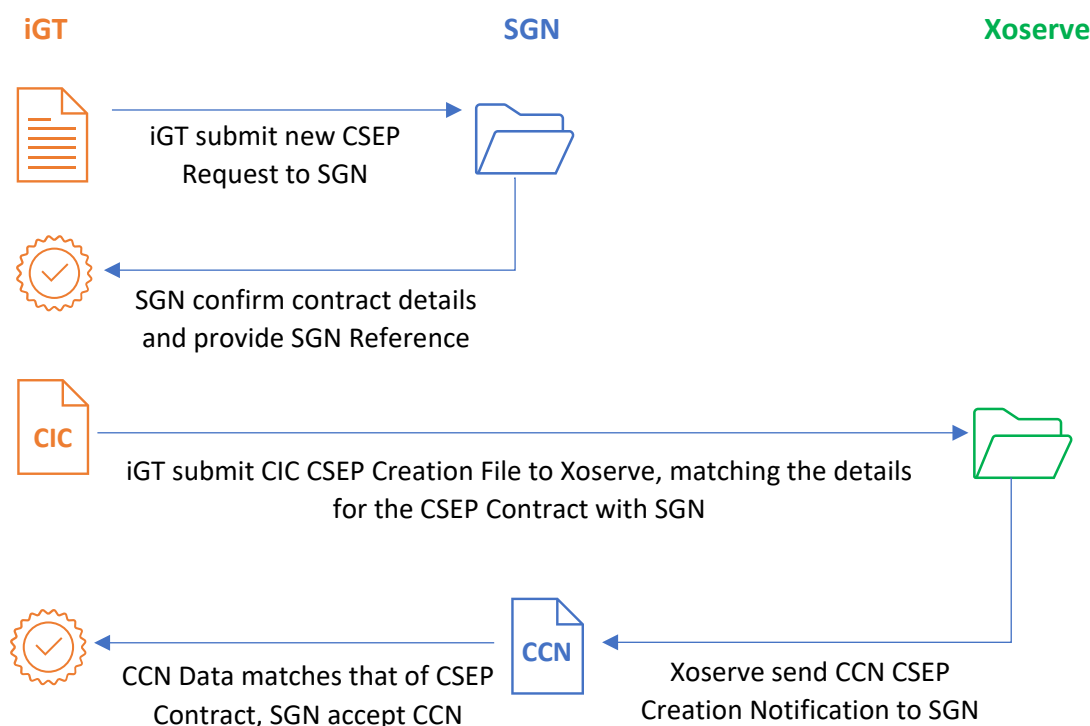 iGT
SGN
Xoserve
iGT submit new CSEP
Request to SGN
SGN confirm contract details
and provide SGN Reference
CIC
iGT submit CIC CSEP Creation File to Xoserve, matching the details
for the CSEP Contract with SGN
CCN
CCN Data matches that of CSEP
Contract, SGN accept CCN
Xoserve send CCN CSEP
Creation Notification to SGN